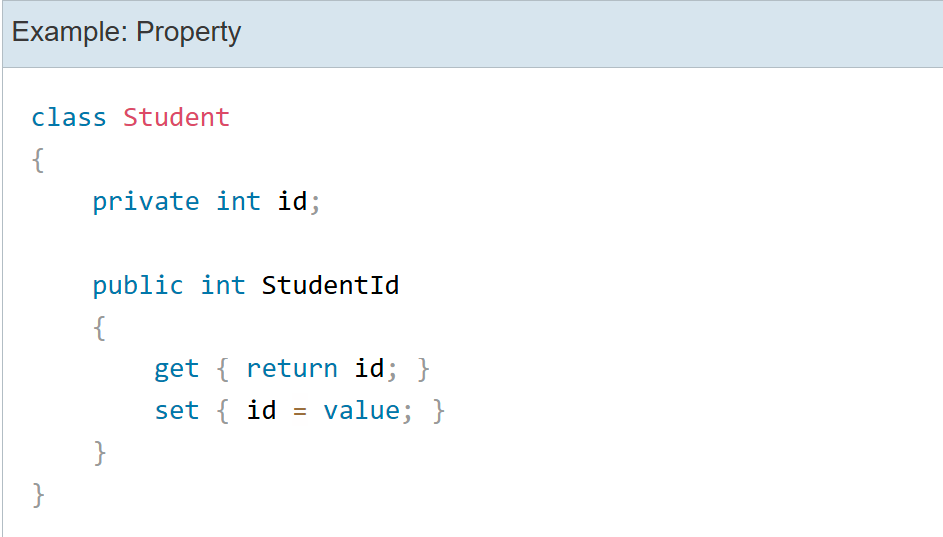 Example: Property
class Student
{
    private int id;
    public int StudentId
    {
        get { return id; }
        set { id = value; }
    }
}